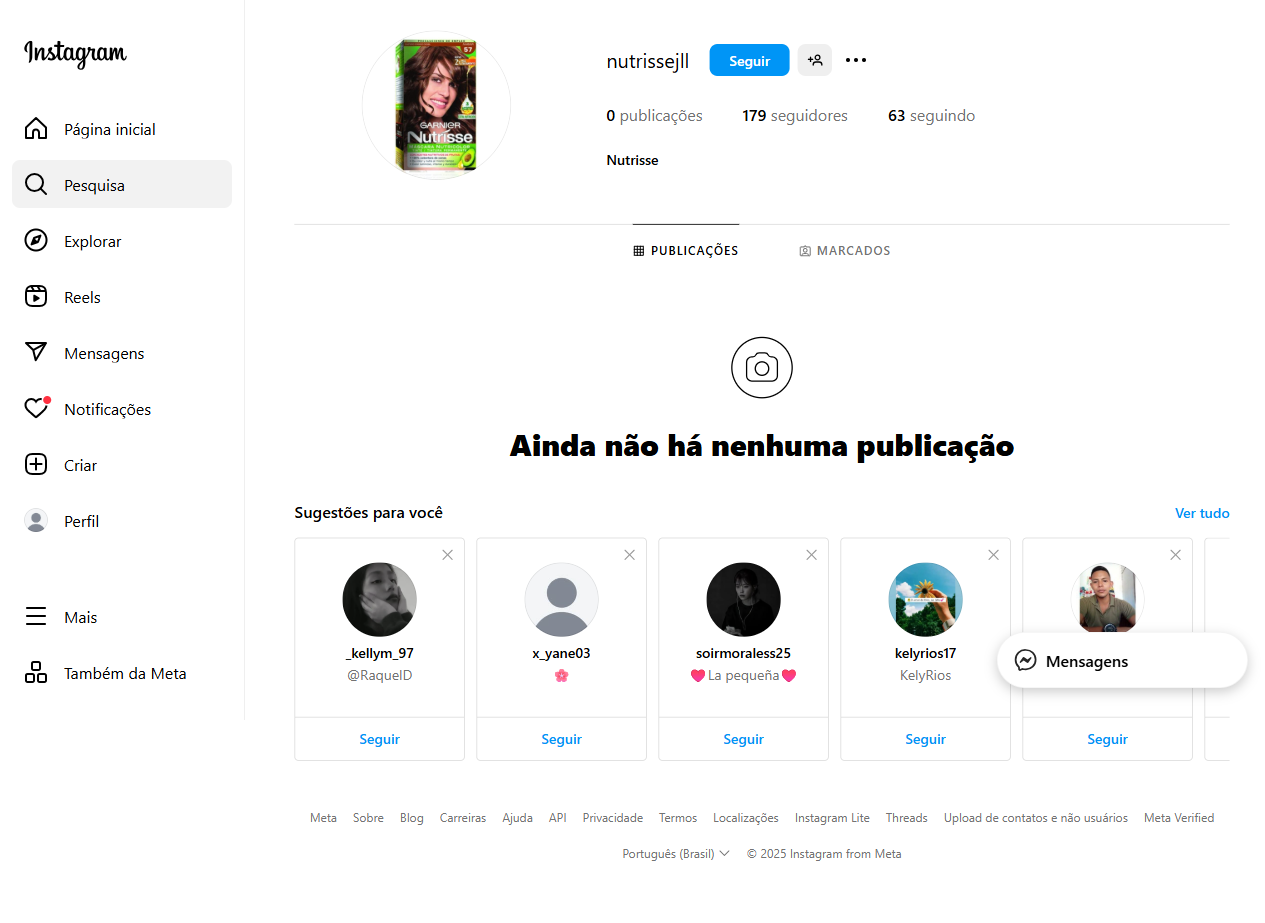 Instagram
Página inicial
Pesquisa
Explorar
Reels
Mensagens
Notificações
Criar
Perfil
Mais
Também da Meta
57
GARNIER
Nutrisse
nutrissejll
Seguir
0 publicações
179 seguidores
63 seguindo
Nutrisse
PUBLICAÇÕES
MARCADOS
Ainda não há nenhuma publicação
Sugestões para você
Ver tudo
_kellym_97
@RaquelD
Seguir
x_yane03
🌸
Seguir
soirmoraless25
❤️La pequeña❤️
Seguir
kelyrios17
KelyRios
Seguir
Seguir
Mensagens
Meta
Sobre
Blog
Carreiras
Ajuda
API
Privacidade
Termos
Localizações
Instagram Lite
Threads
Upload de contatos e não usuários
Meta Verified
Português (Brasil)
© 2025 Instagram from Meta